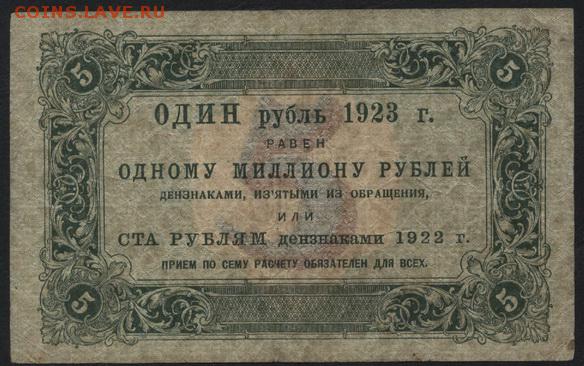 COINS.LAVE.RU
5 5
ОДИН рубль 1923 г.
РАВЕН
ОДНОМУ МИЛЛИОНУ РУБЛЕЙ
ДЕНЗНАКАМИ, ИЗ'ЯТЫМИ ИЗ ОБРАЩЕНИЯ,
ИЛИ
СТА РУБЛЯМ дензнаками 1922 г.
ПРИЕМ ПО СЕМУ РАСЧЕТУ ОБЯЗАТЕЛЕН ДЛЯ ВСЕХ.
5 5